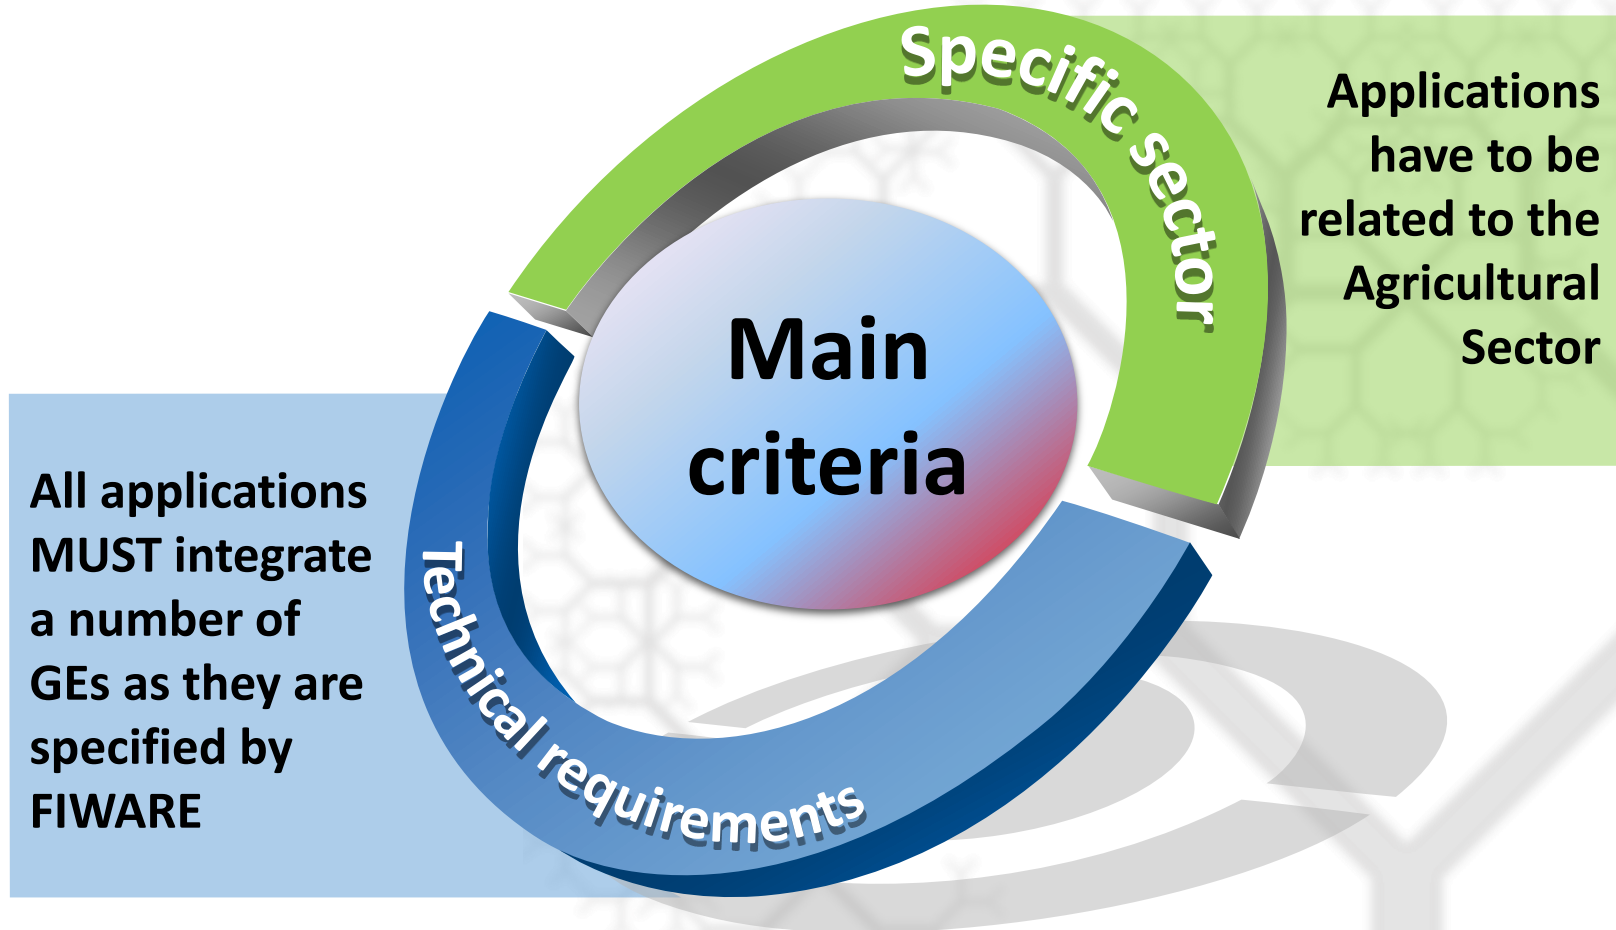 Specific sector
Applications
have to be
related to the
Agricultural
Sector
Main
criteria
All applications
MUST integrate
a number of
GEs as they are
specified by
FIWARE
Technical requirements